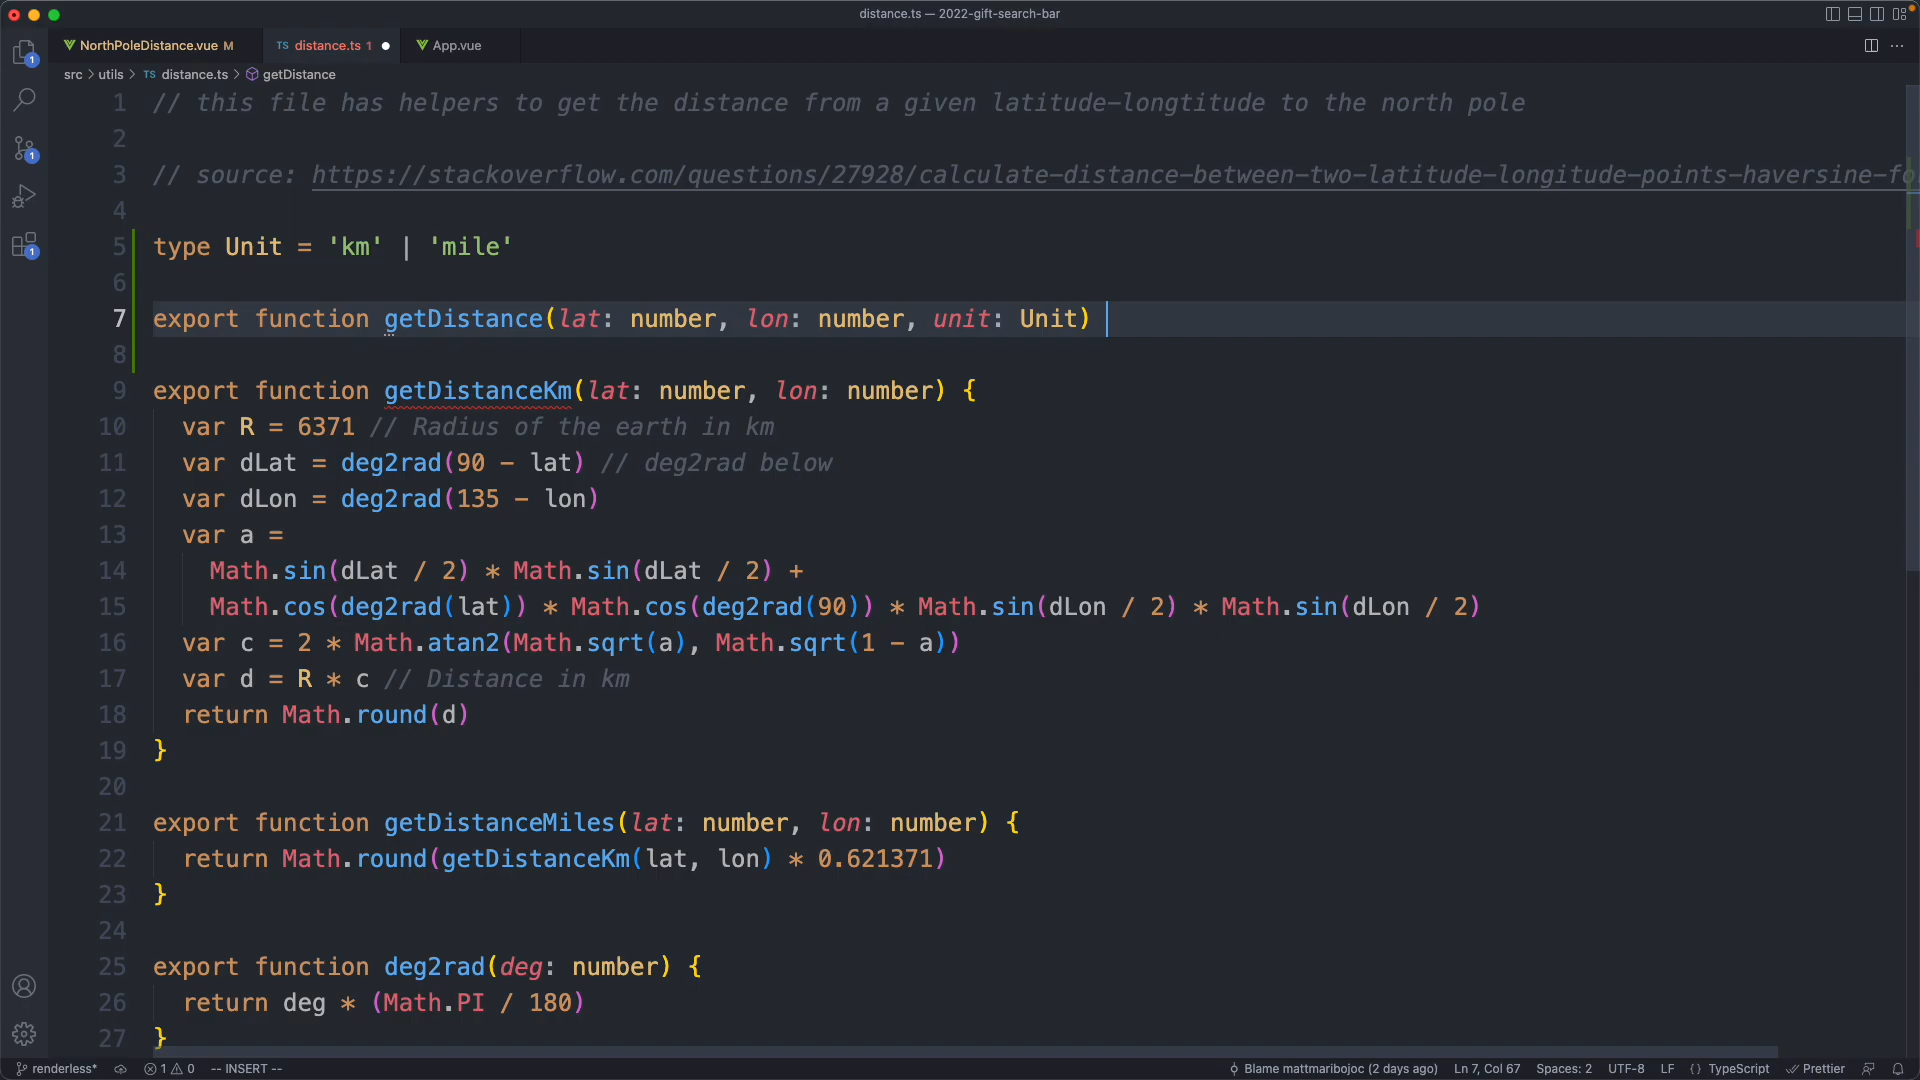 distance.ts — 2022-gift-search-bar
NorthPoleDistance.vue M
TS distance.ts 1
App.vue
src > utils > TS distance.ts > getDistance
1 // this file has helpers to get the distance from a given latitude-longtitude to the north pole
2
3 // source: https://stackoverflow.com/questions/27928/calculate-distance-between-two-latitude-longitude-points-haversine-fo
4
5 type Unit = 'km' | 'mile'
6
7 export function getDistance(lat: number, lon: number, unit: Unit)
8
9 export function getDistanceKm(lat: number, lon: number) {
10 var R = 6371 // Radius of the earth in km
11 var dLat = deg2rad(90 - lat) // deg2rad below
12 var dLon = deg2rad(135 - lon)
13 var a =
14 Math.sin(dLat / 2) * Math.sin(dLat / 2) +
15 Math.cos(deg2rad(lat)) * Math.cos(deg2rad(90)) * Math.sin(dLon / 2) * Math.sin(dLon / 2)
16 var c = 2 * Math.atan2(Math.sqrt(a), Math.sqrt(1 - a))
17 var d = R * c // Distance in km
18 return Math.round(d)
19 }
20
21 export function getDistanceMiles(lat: number, lon: number) {
22 return Math.round(getDistanceKm(lat, lon) * 0.621371)
23 }
24
25 export function deg2rad(deg: number) {
26 return deg * (Math.PI / 180)
27 }
1
1
1
renderless* 1 0 -- INSERT -- Blame mattmaribojoc (2 days ago) Ln 7, Col 67 Spaces: 2 UTF-8 LF {} TypeScript Prettier